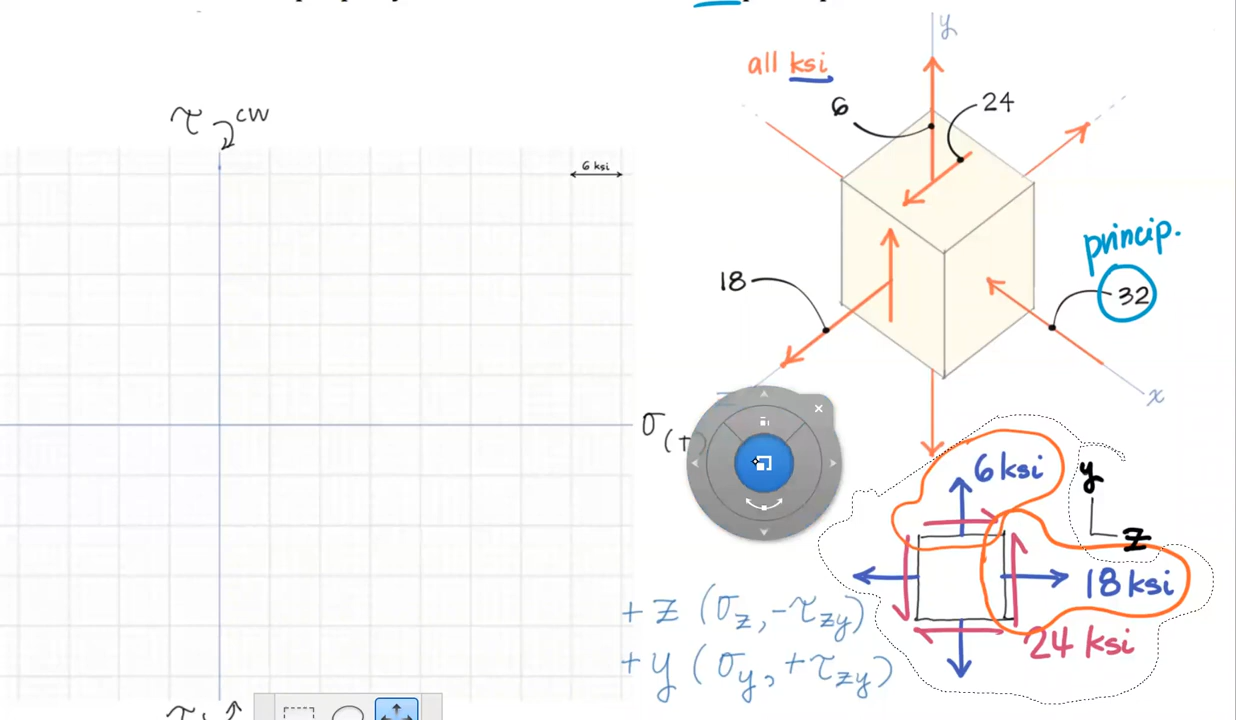 all ksi
y
τ cw
6
24
6 ksi
princip.
18
32
x
z
σ (+)
6 ksi
y
z
18 ksi
24 ksi
+z (σz, -τzy)
+y (σy, +τzy)